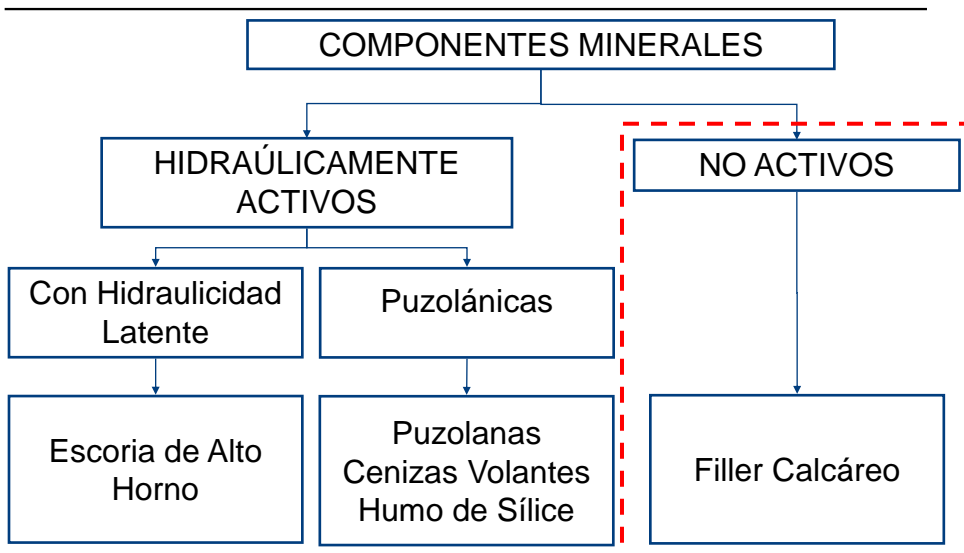 COMPONENTES MINERALES
HIDRAÚLICAMENTE
ACTIVOS
NO ACTIVOS
Con Hidraulicidad
Latente
Puzolánicas
Escoria de Alto
Horno
Puzolanas
Cenizas Volantes
Humo de Sílice
Filler Calcáreo